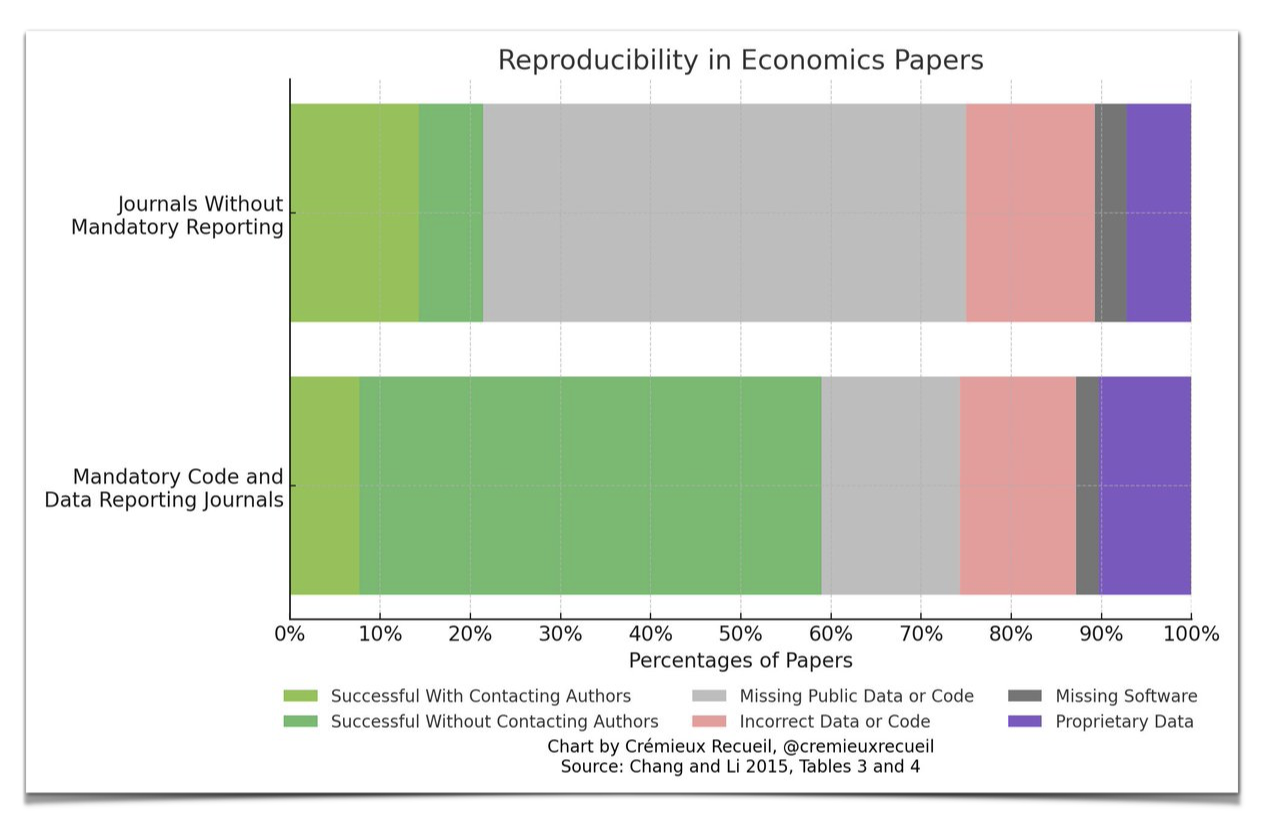 Reproducibility in Economics Papers
Journals Without
Mandatory Reporting
Mandatory Code and
Data Reporting Journals
0% 10% 20% 30% 40% 50% 60% 70% 80% 90% 100%
Percentages of Papers
Successful With Contacting Authors Missing Public Data or Code Missing Software
Successful Without Contacting Authors Incorrect Data or Code Proprietary Data
Chart by Crémieux Recueil, @cremieuxrecueil
Source: Chang and Li 2015, Tables 3 and 4